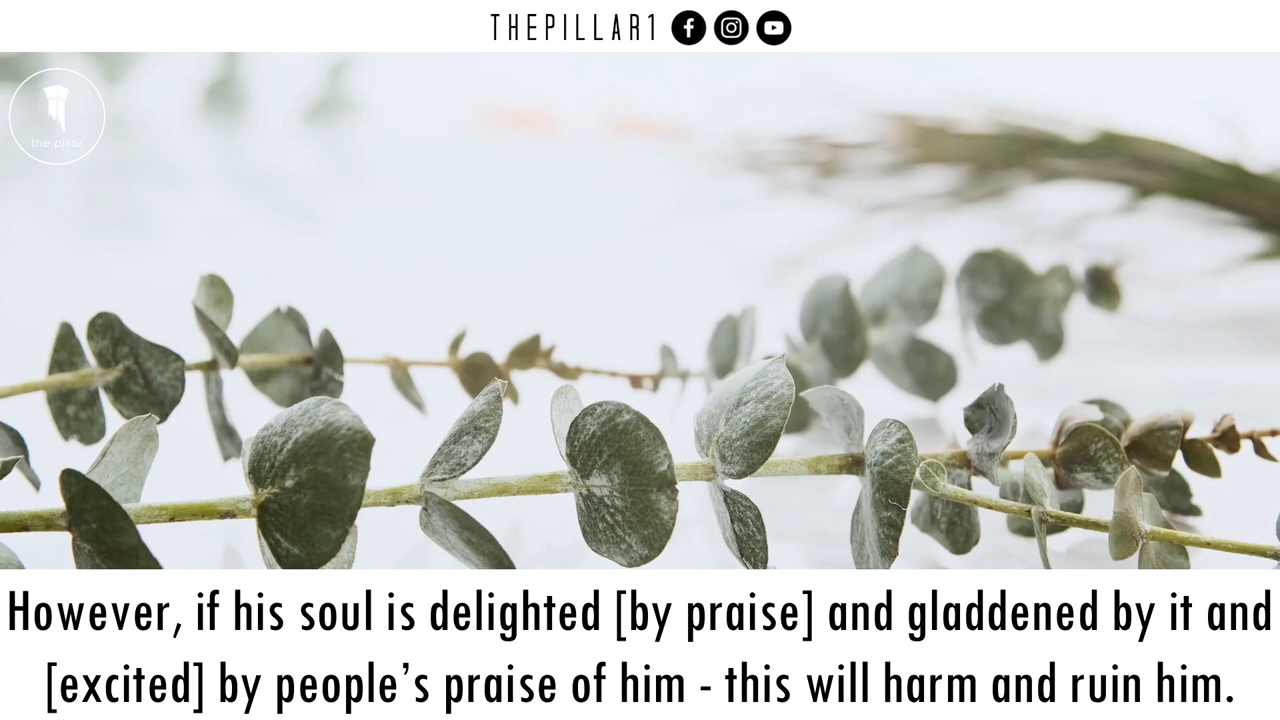 THEPILLAR1
the pillar
However, if his soul is delighted [by praise] and gladdened by it and
[excited] by people’s praise of him - this will harm and ruin him.